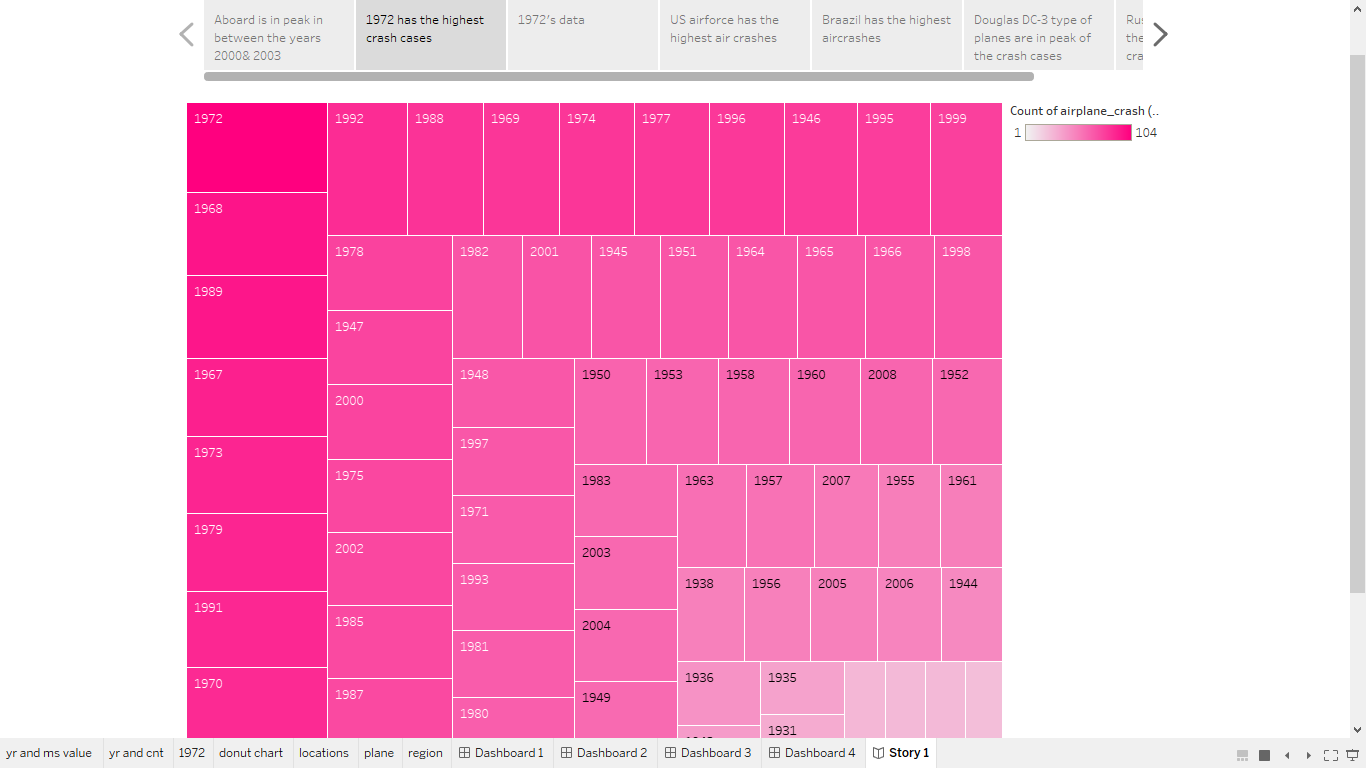 Aboard is in peak in
between the years
2000& 2003
1972 has the highest
crash cases
1972's data
US airforce has the
highest air crashes
Braazil has the highest
aircrashes
Douglas DC-3 type of
planes are in peak of
the crash cases
Count of airplane_crash (..
1 104
1972
1992 1988 1969 1974 1977 1996 1946 1995 1999
1968
1978 1982 2001 1945 1951 1964 1965 1966 1998
1989
1947
1967 1948 1950 1953 1958 1960 2008 1952
2000
1973 1997
1975 1983 1963 1957 2007 1955 1961
1971
1979
2002 2003
1993 1938 1956 2005 2006 1944
1991
1985 2004
1981
1970 1936 1935
1987 1949
1980 1931
yr and ms value yr and cnt 1972 donut chart locations plane region Dashboard 1 Dashboard 2 Dashboard 3 Dashboard 4 Story 1